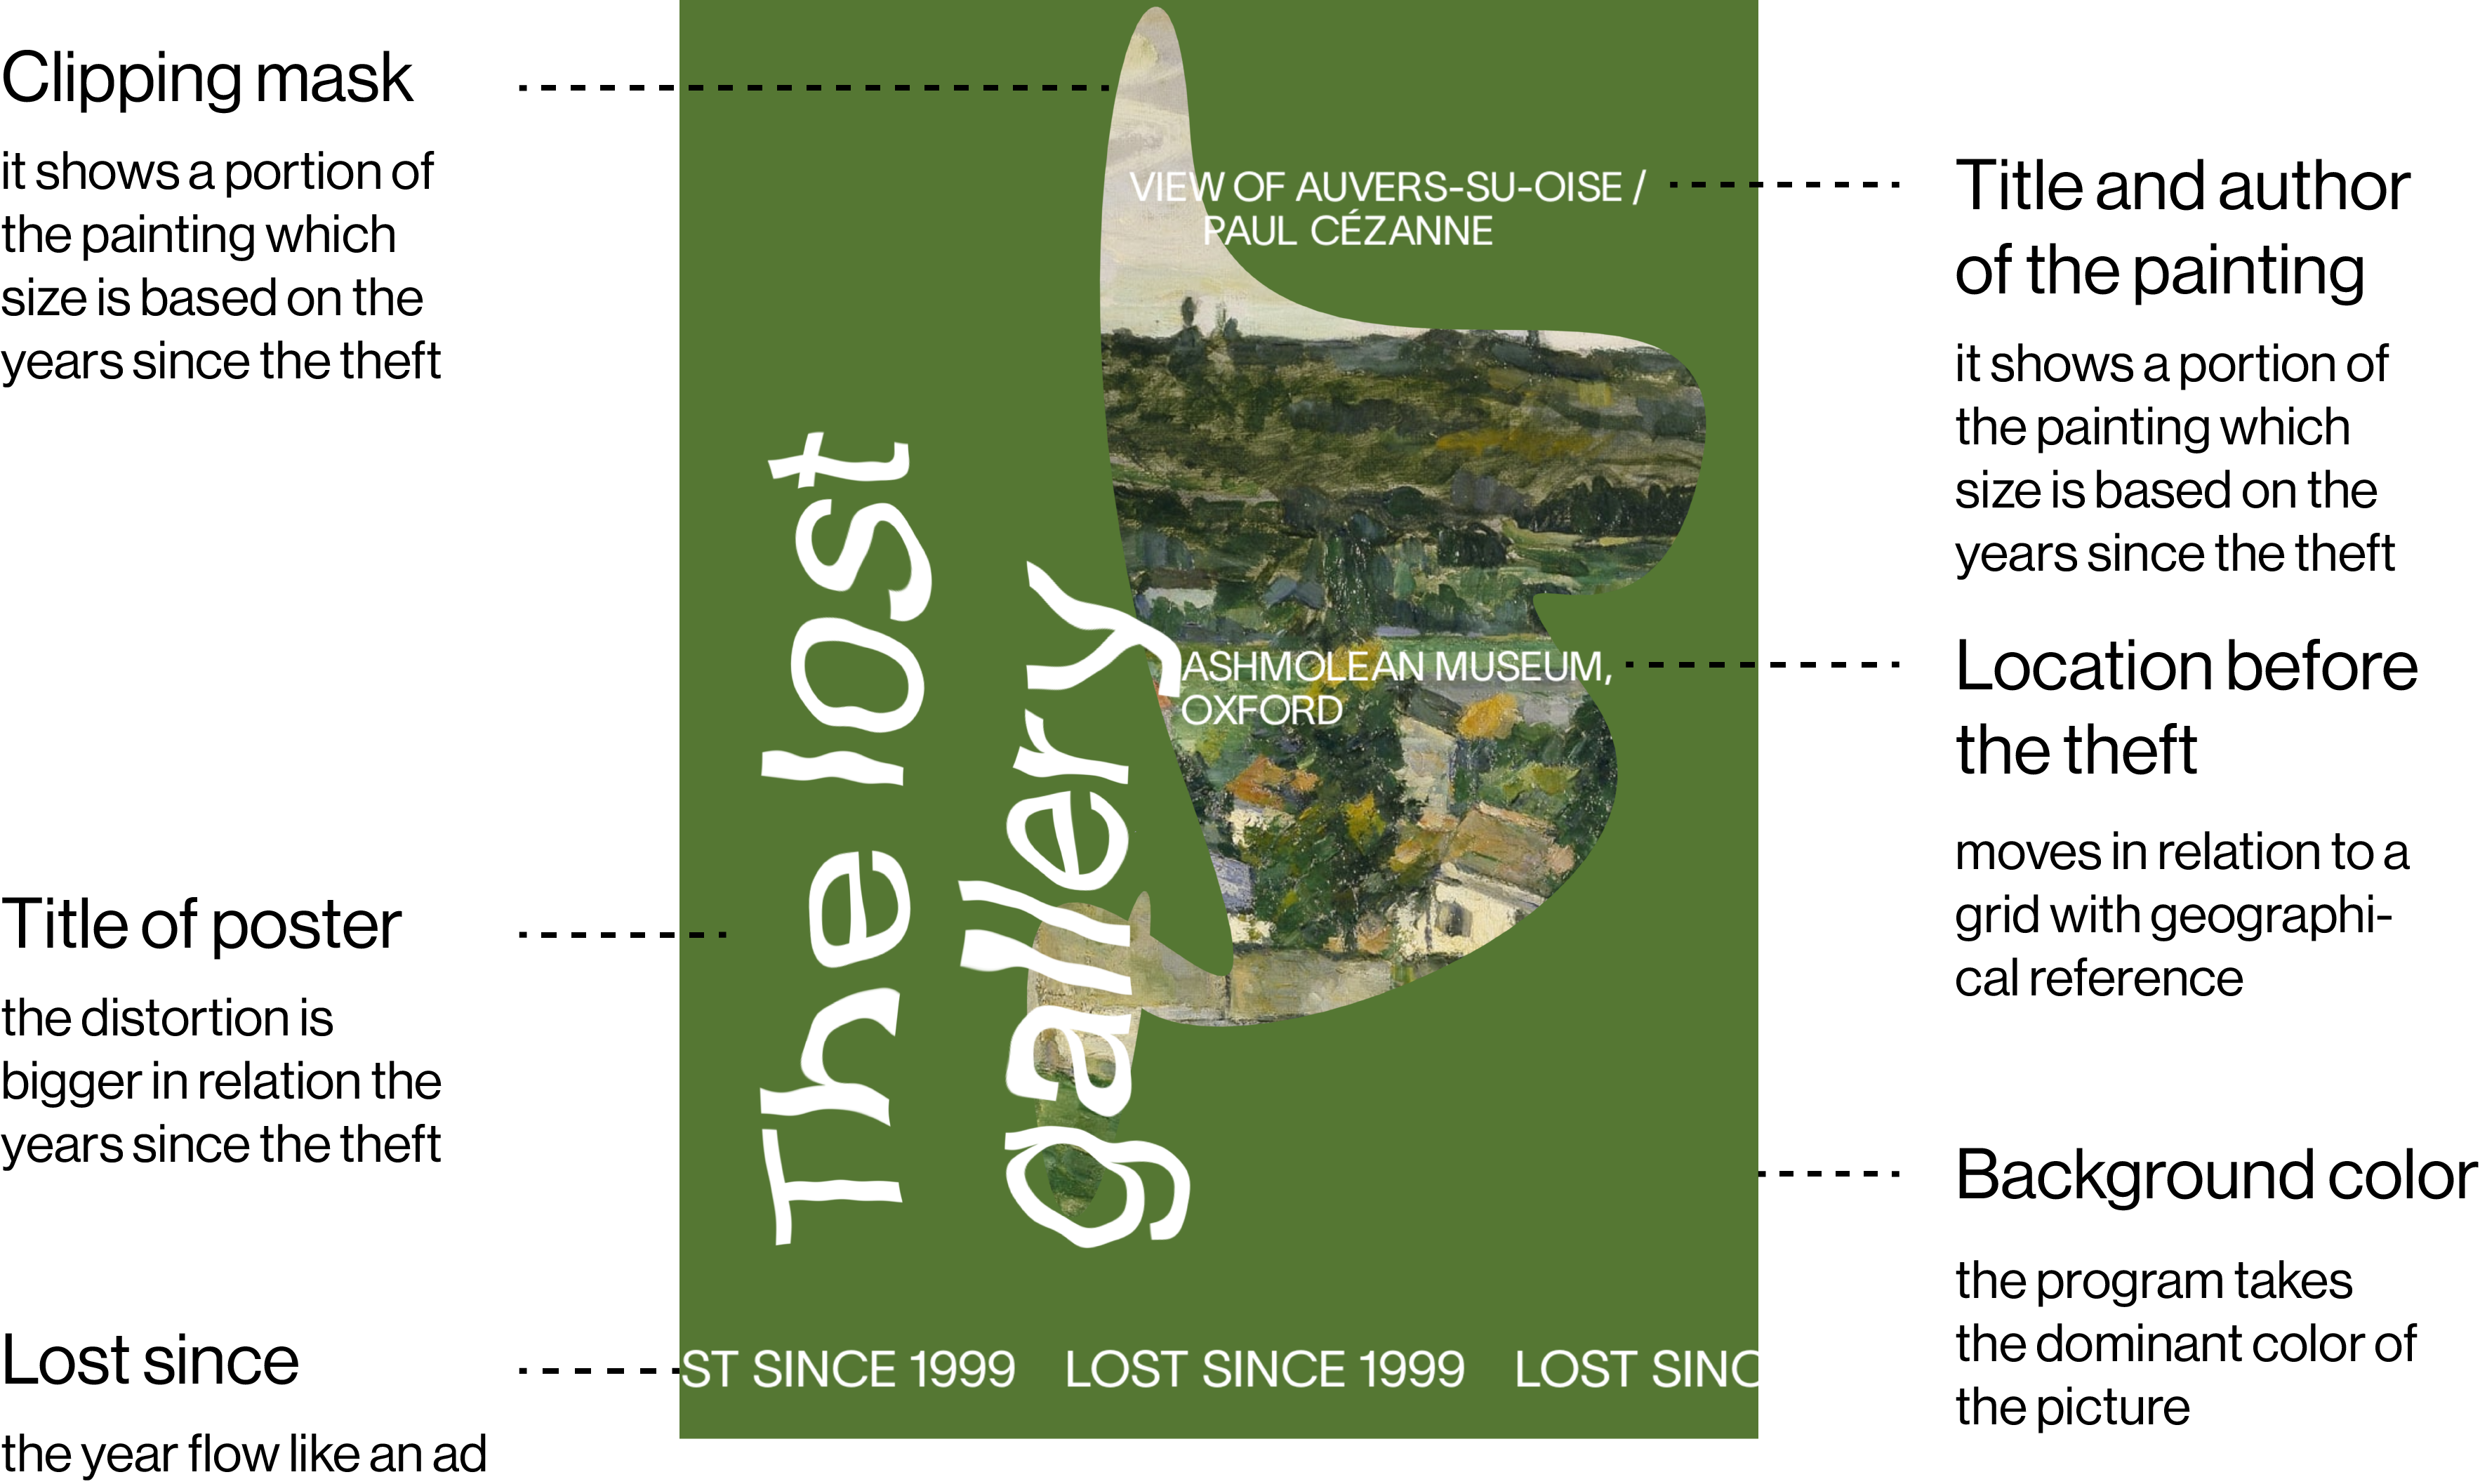 Clipping mask
it shows a portion of
the painting which
size is based on the
years since the theft
Title of poster
the distortion is
bigger in relation the
years since the theft
Lost since
the year flow like an ad
VIEW OF AUVERS-SU-OISE /
PAUL CÉZANNE
The lost
gallery
ASHMOLEAN MUSEUM,
OXFORD
ST SINCE 1999 LOST SINCE 1999 LOST SINC
Title and author
of the painting
it shows a portion of
the painting which
size is based on the
years since the theft
Location before
the theft
moves in relation to a
grid with geographi-
cal reference
Background color
the program takes
the dominant color of
the picture